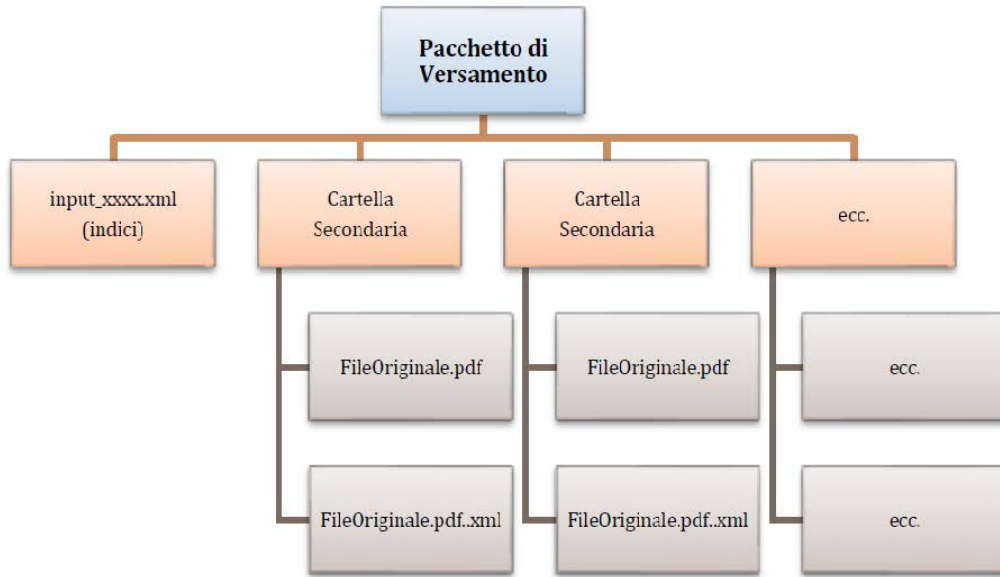 Pacchetto di
Versamento
input_xxxx.xml
(indici)
Cartella
Secondaria
Cartella
Secondaria
ecc.
FileOriginale.pdf
FileOriginale.pdf
ecc.
FileOriginale.pdf..xml
FileOriginale.pdf..xml
ecc.